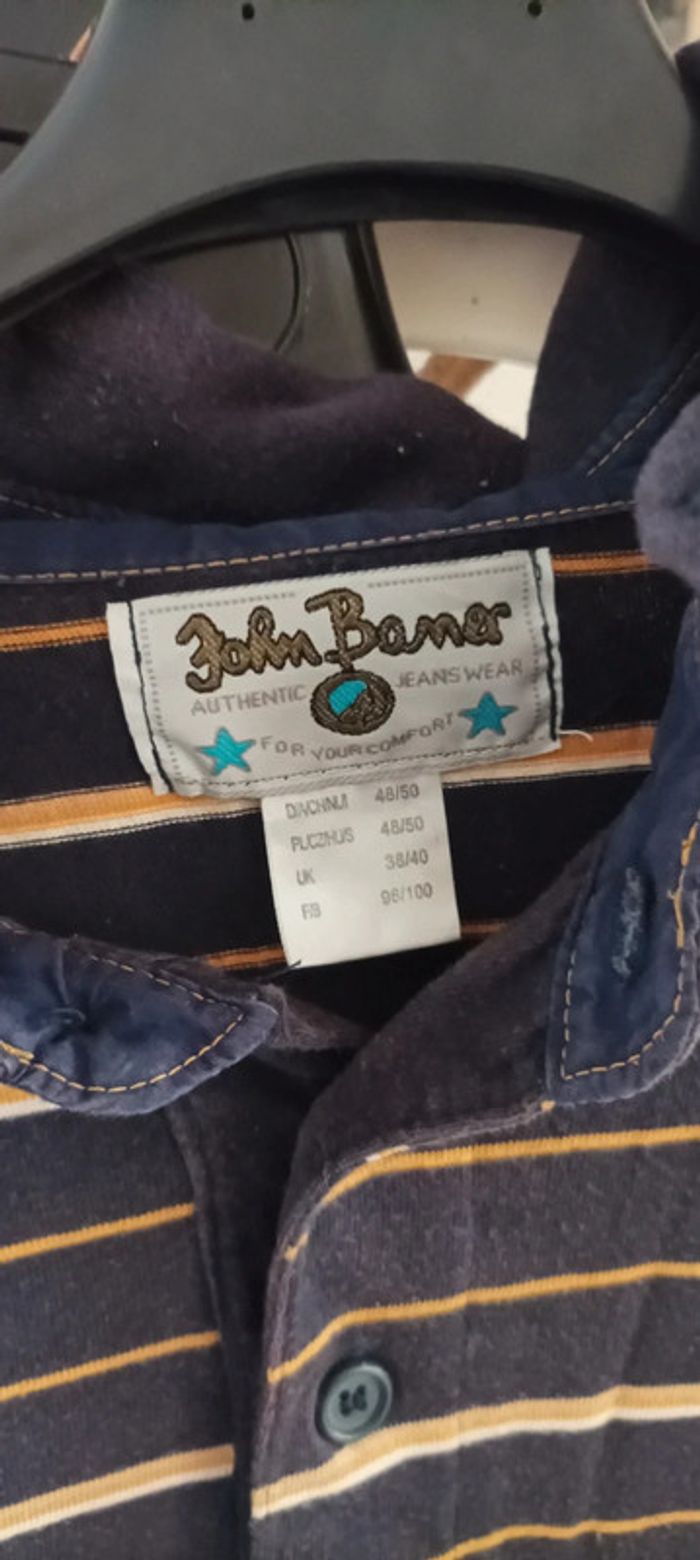 John Baner
AUTHENTIC JEANSWEAR
FOR YOUR COMFORT
D/A/CH/NL/I 48/50
PL/CZ/HU/S 48/50
UK 38/40
F/B 96/100